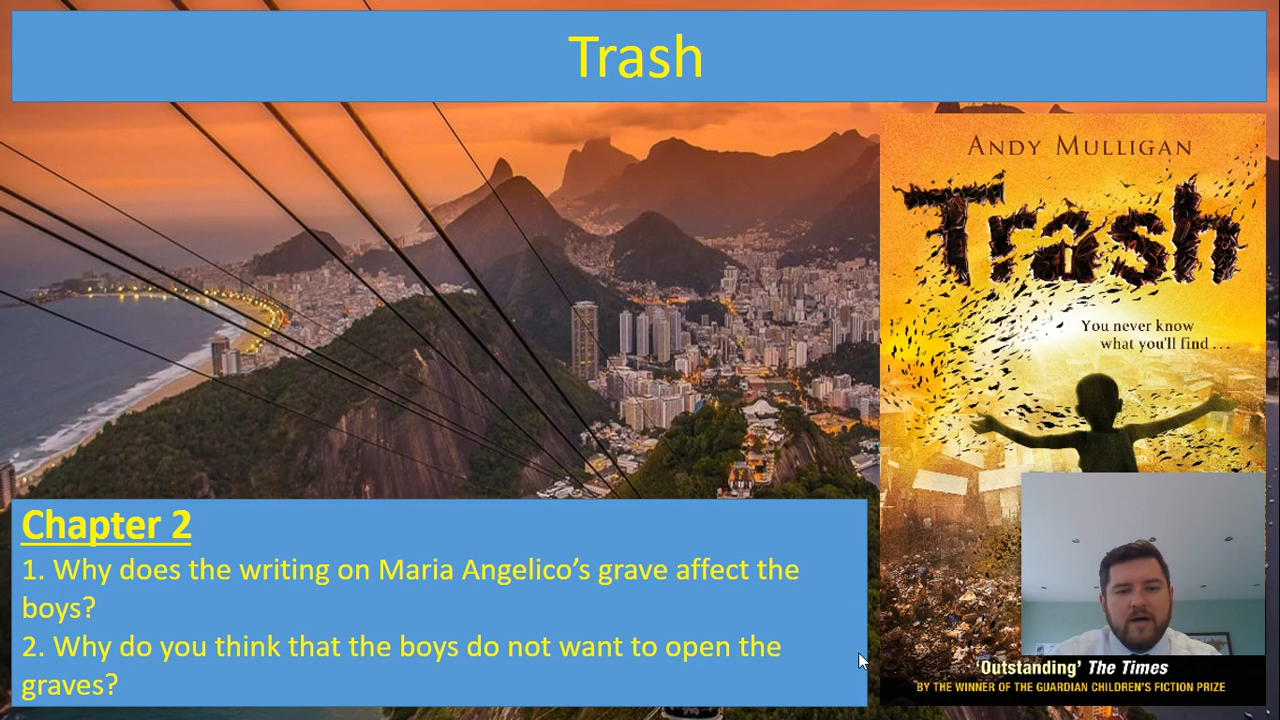 Trash
ANDY MULLIGAN
Trash
You never know
what you'll find . . .
Chapter 2
1. Why does the writing on Maria Angelico’s grave affect the
boys?
2. Why do you think that the boys do not want to open the
graves?
‘Outstanding’ The Times
BY THE WINNER OF THE GUARDIAN CHILDREN'S FICTION PRIZE